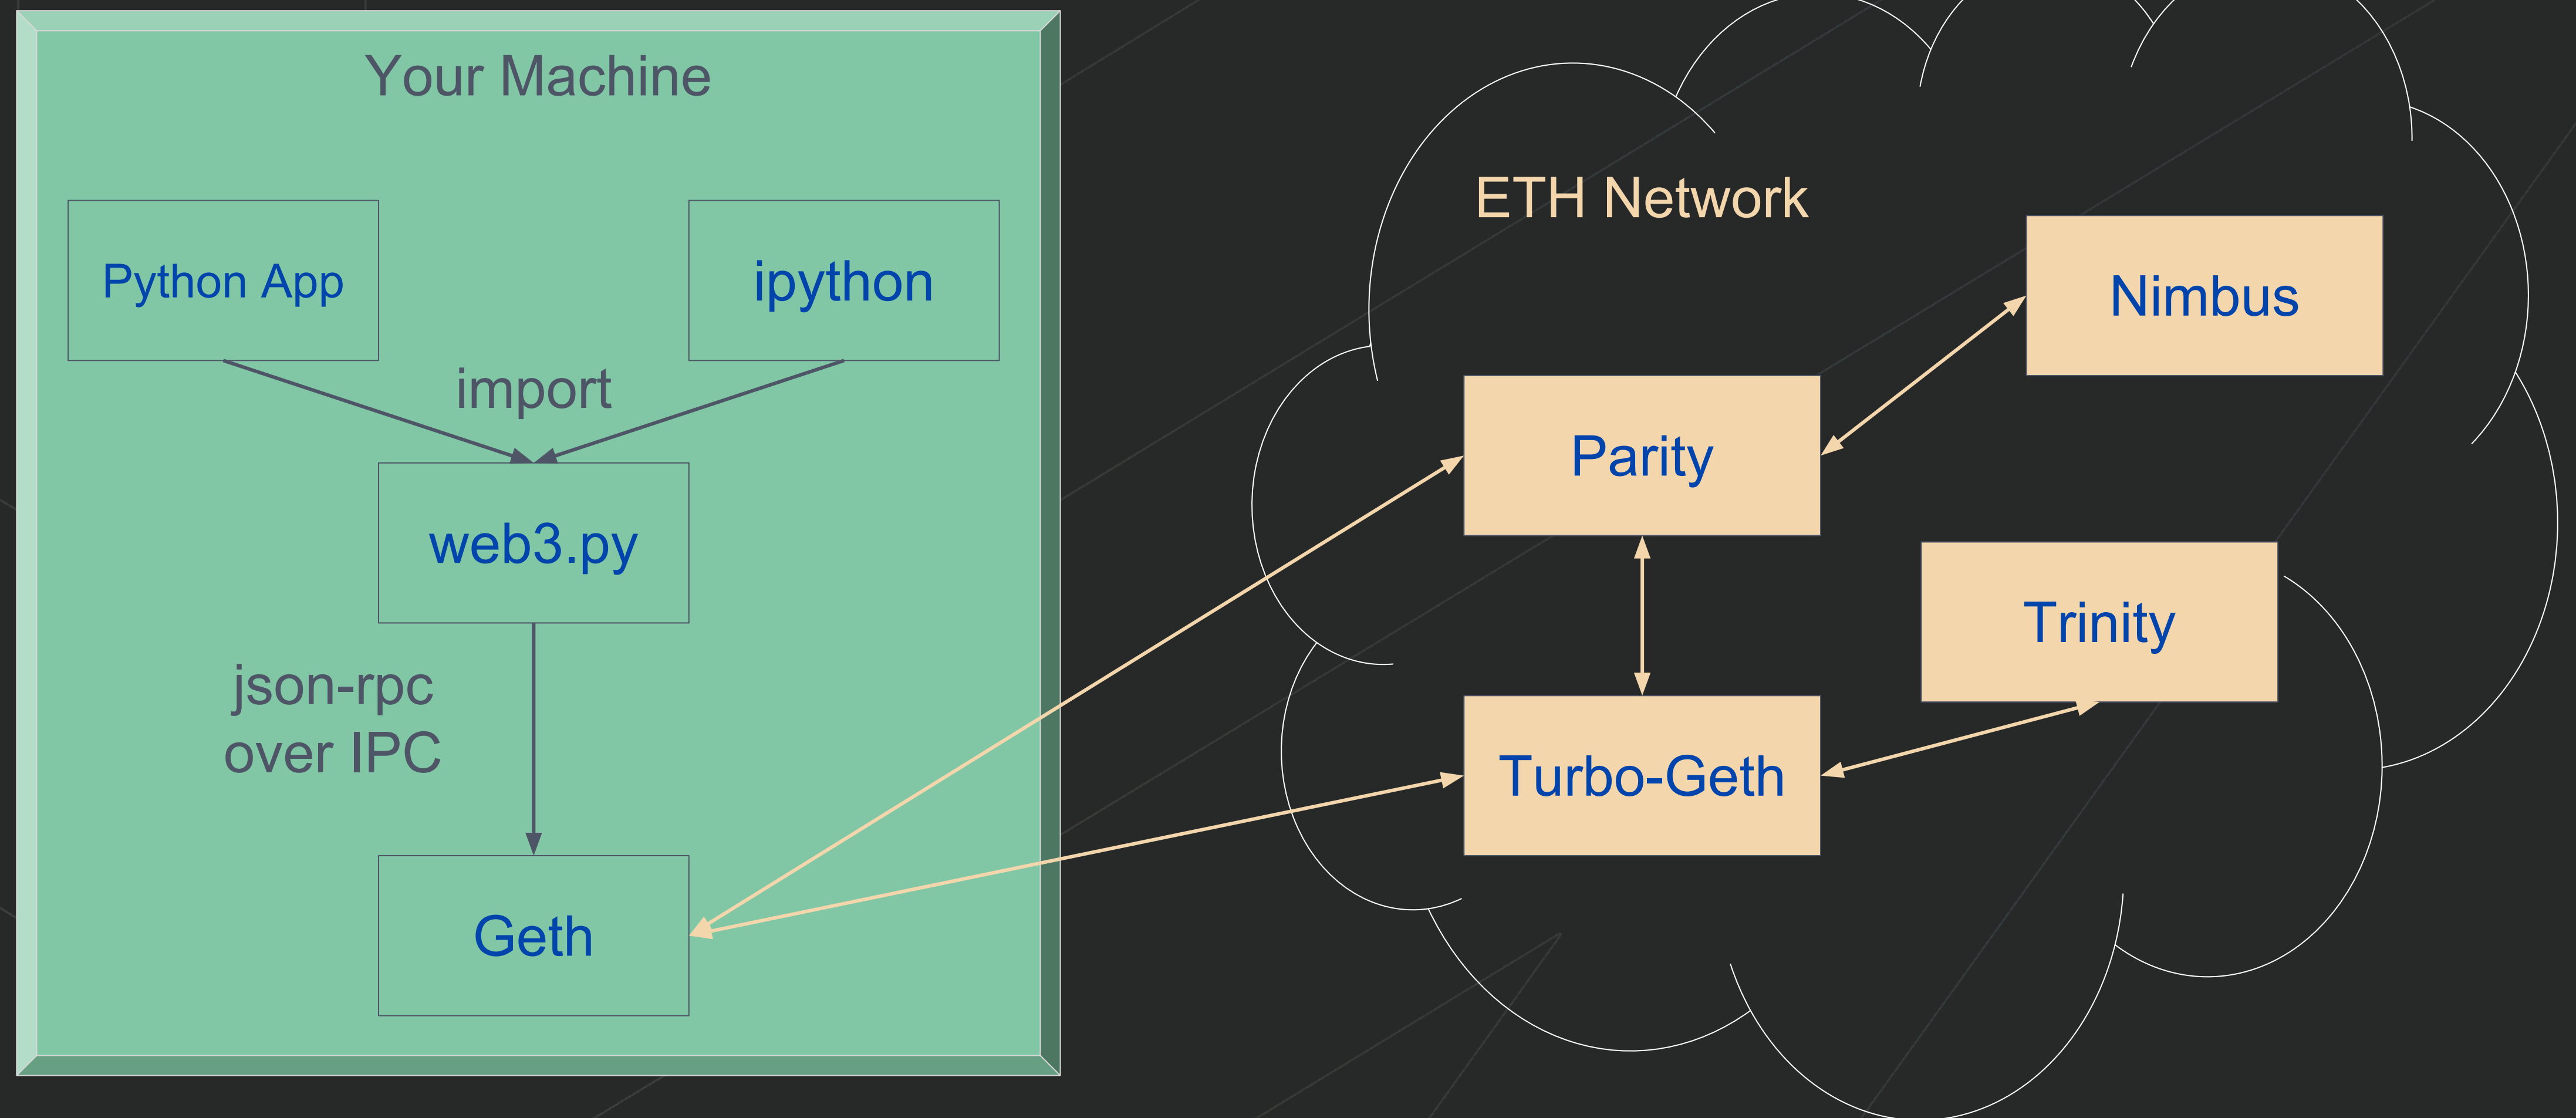 Your Machine
Python App
ipython
import
web3.py
json-rpc
over IPC
Geth
ETH Network
Nimbus
Parity
Trinity
Turbo-Geth